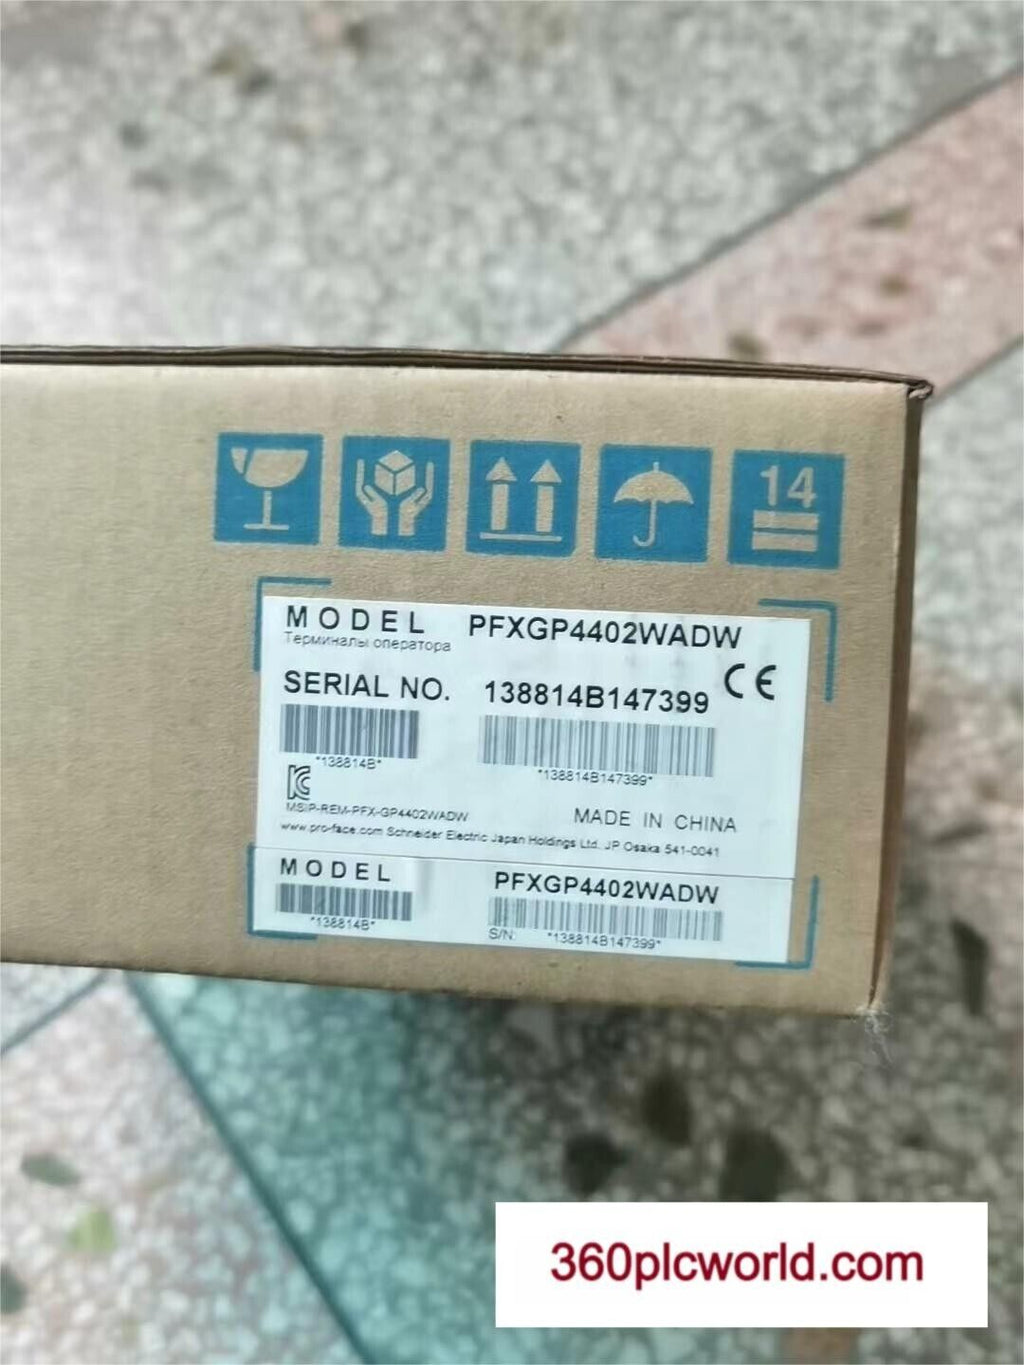 14
MODEL PFXGP4402WADW
Терминалы оператора
CE
SERIAL NO. 138814B147399
*138814B* *138814B147399*
MSIP-REM-PFX-GP4402WADW
MADE IN CHINA
www.pro-face.com Schneider Electric Japan Holdings Ltd. JP Osaka 541-0041
MODEL PFXGP4402WADW
*138814B* S/N: *138814B147399*
360plcworld.com